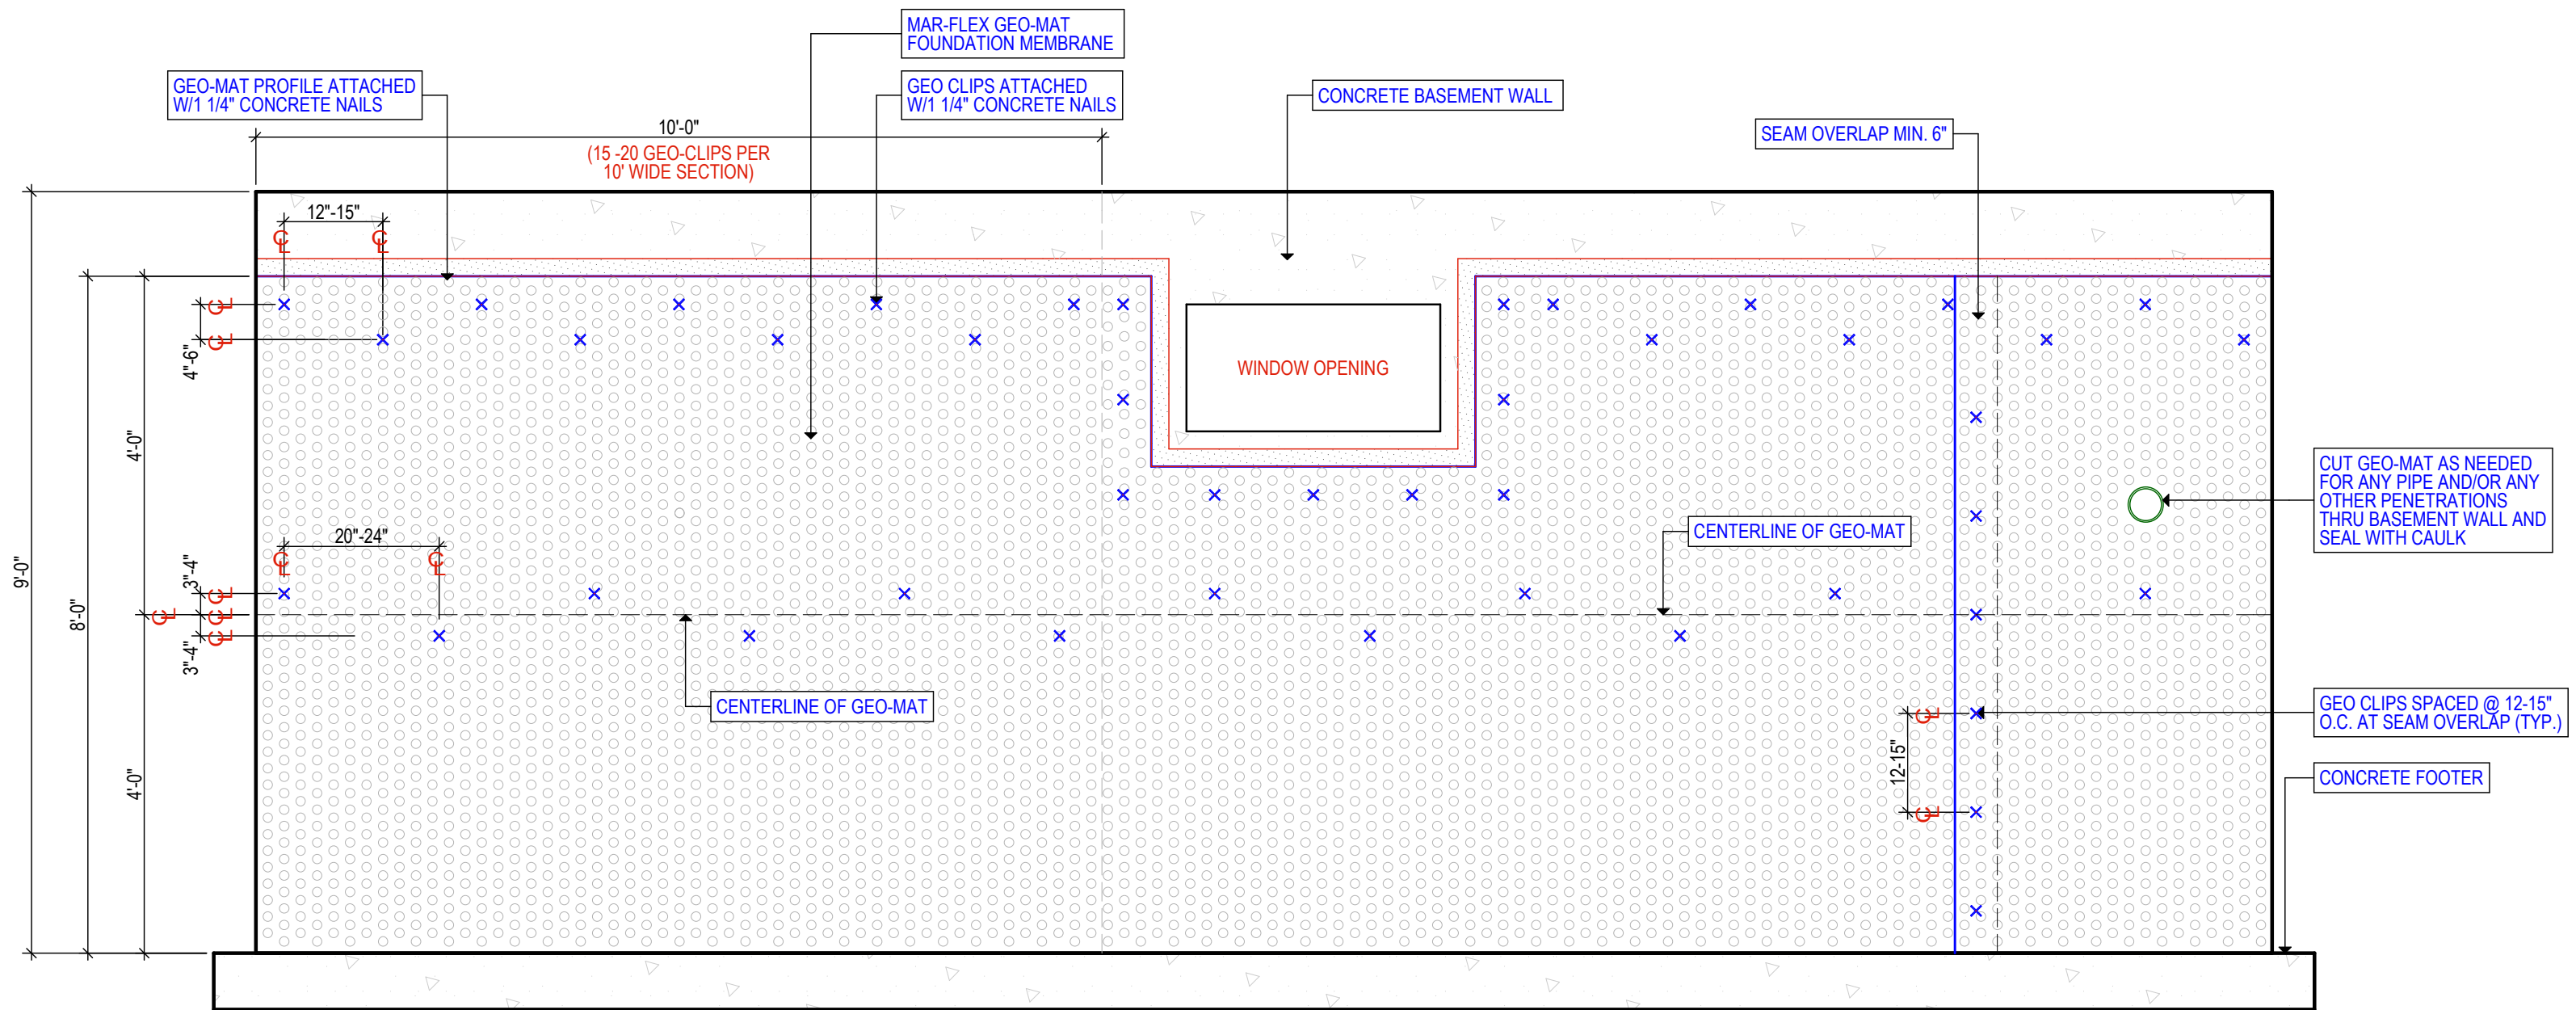 MAR-FLEX GEO-MAT
FOUNDATION MEMBRANE
GEO-MAT PROFILE ATTACHED
W/1 1/4" CONCRETE NAILS
GEO CLIPS ATTACHED
W/1 1/4" CONCRETE NAILS
CONCRETE BASEMENT WALL
SEAM OVERLAP MIN. 6"
10'-0"
(15 -20 GEO-CLIPS PER
10' WIDE SECTION)
12"-15"
4"-6"
WINDOW OPENING
4'-0"
CUT GEO-MAT AS NEEDED
FOR ANY PIPE AND/OR ANY
OTHER PENETRATIONS
THRU BASEMENT WALL AND
SEAL WITH CAULK
20"-24"
CENTERLINE OF GEO-MAT
9'-0"
8'-0"
3"-4"
3"-4"
CENTERLINE OF GEO-MAT
GEO CLIPS SPACED @ 12-15"
O.C. AT SEAM OVERLAP (TYP.)
12-15"
4'-0"
CONCRETE FOOTER